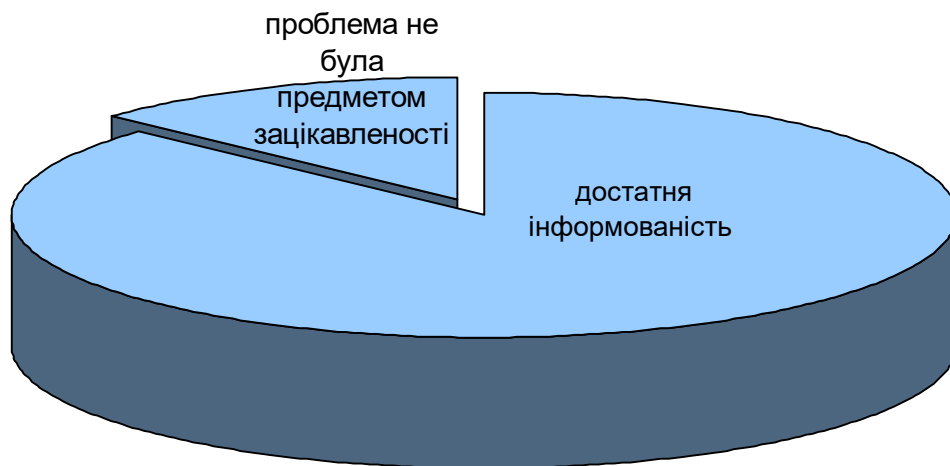 проблема не
була
предметом
зацікавленості
достатня
інформованість